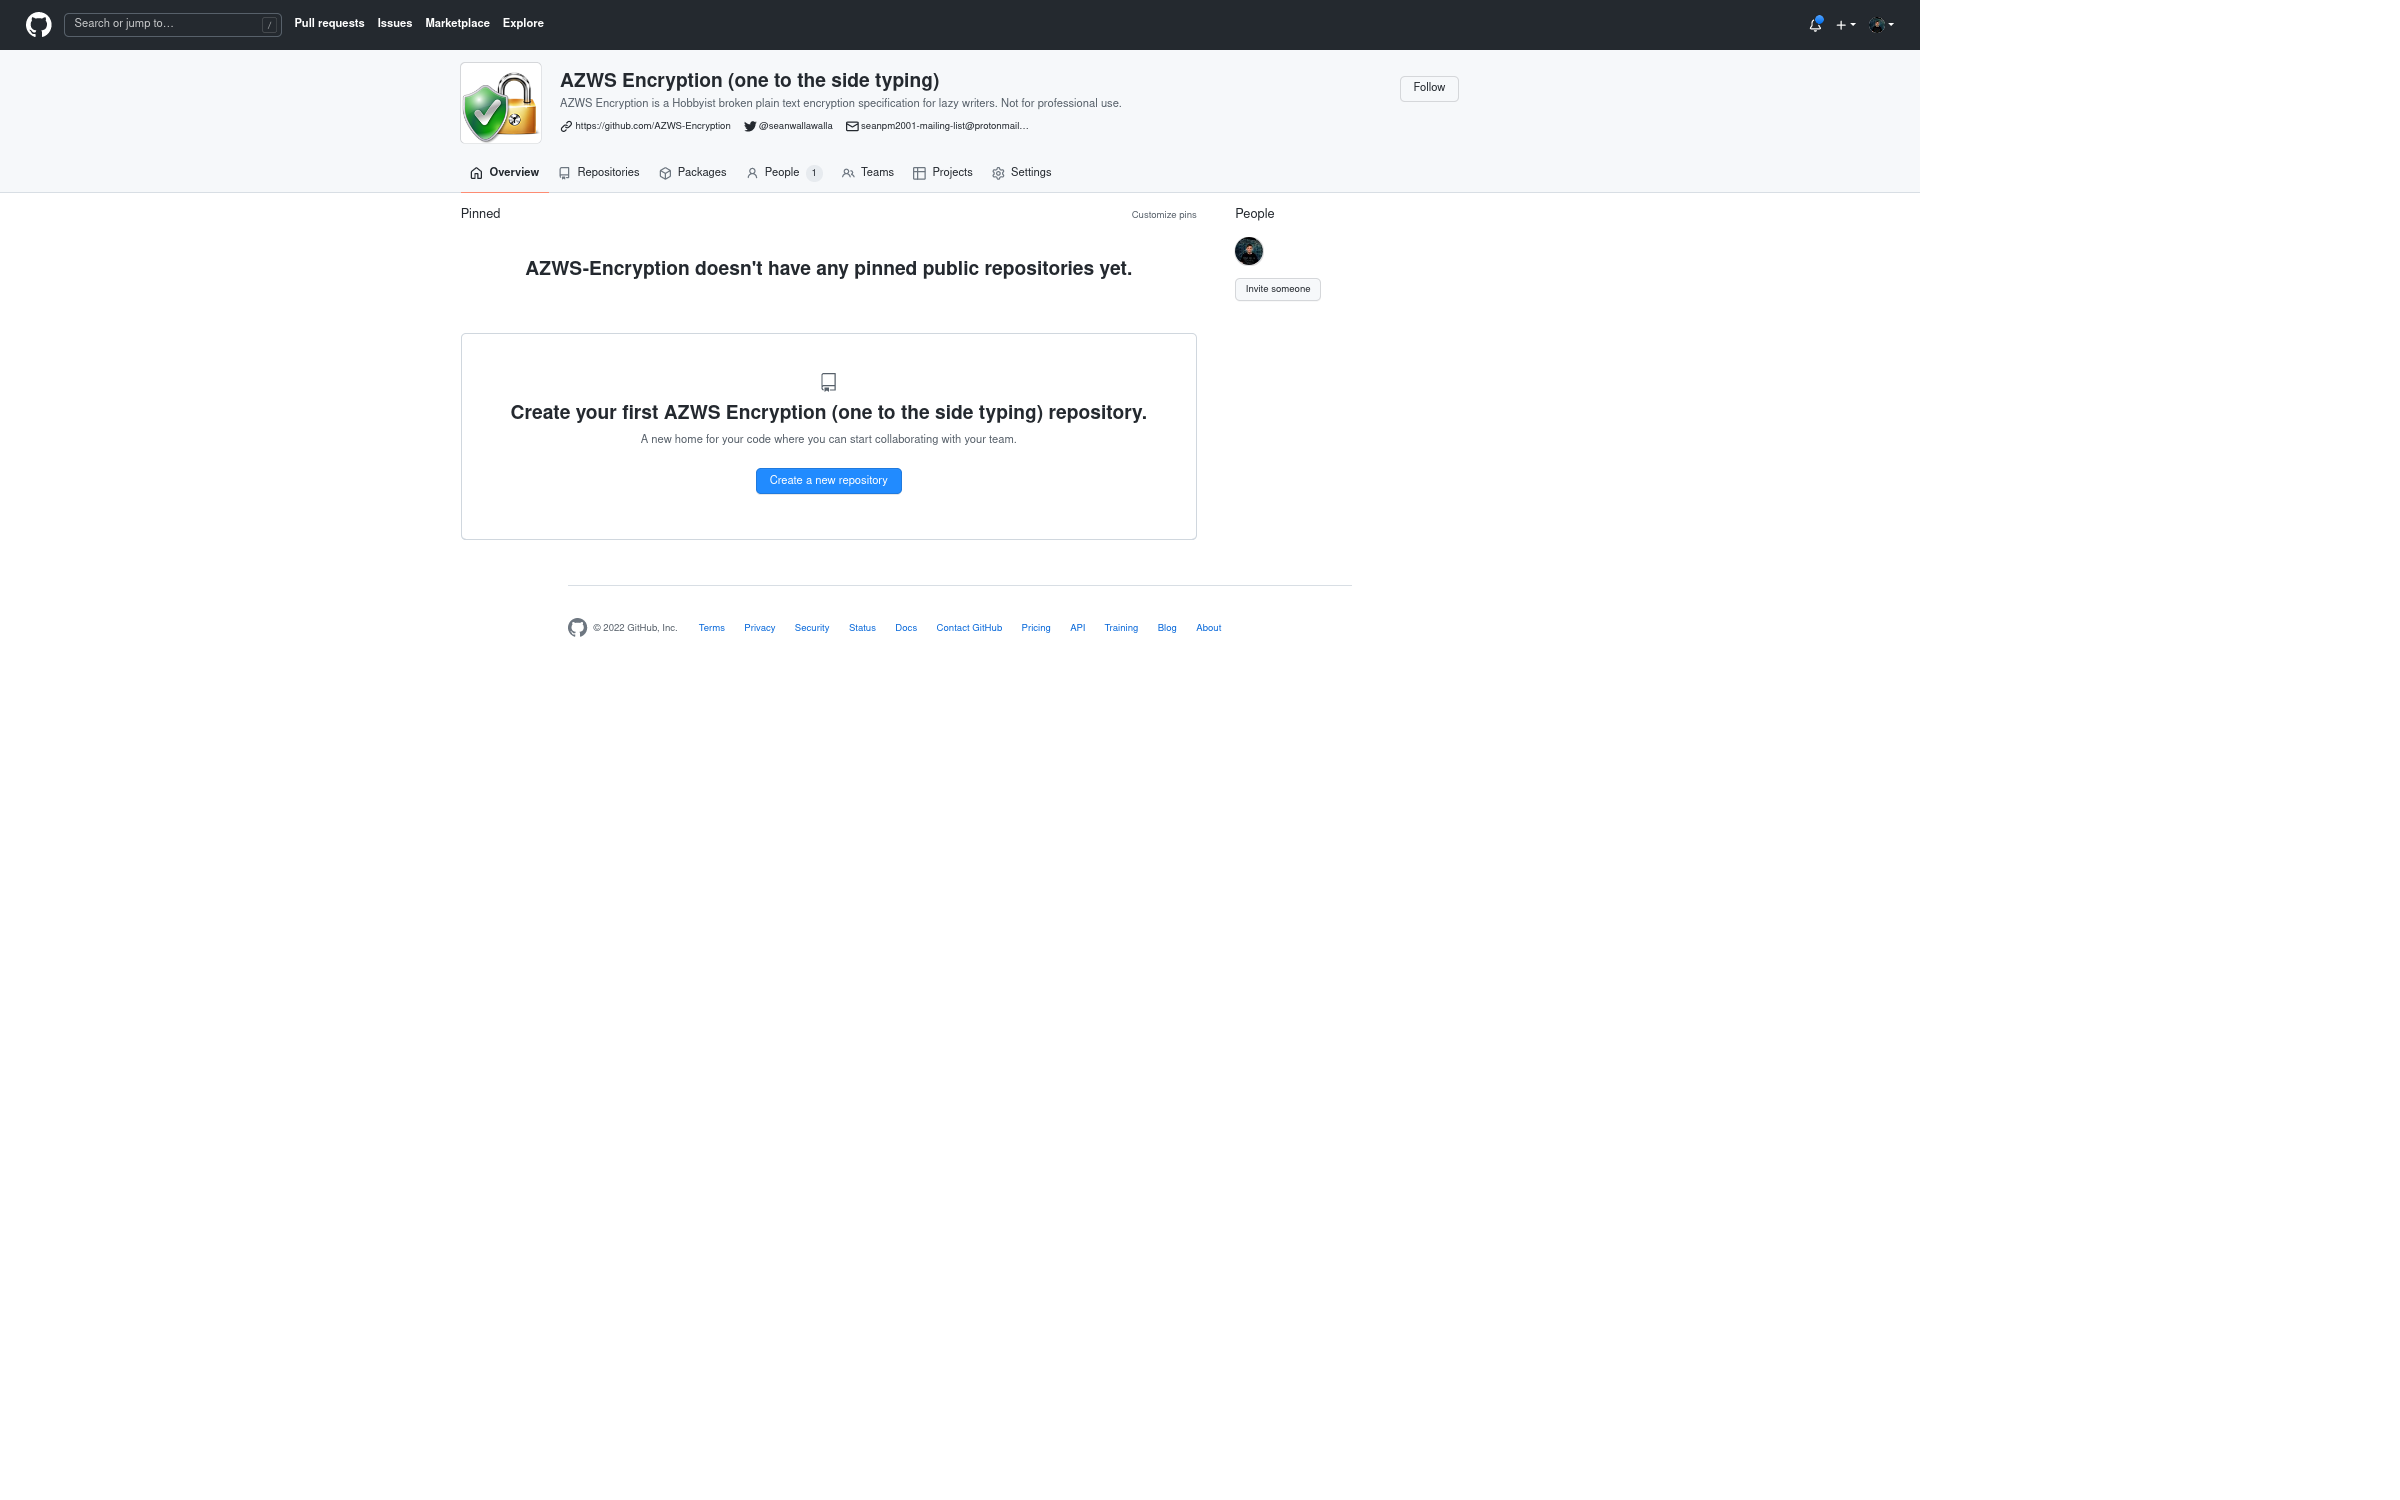 Search or jump to… /
Pull requests Issues Marketplace Explore
AZWS Encryption (one to the side typing)
AZWS Encryption is a Hobbyist broken plain text encryption specification for lazy writers. Not for professional use.
https://github.com/AZWS-Encryption @seanwallawalla seanpm2001-mailing-list@protonmail…
Follow
Overview Repositories Packages People 1 Teams Projects Settings
Pinned
Customize pins
AZWS-Encryption doesn't have any pinned public repositories yet.
Create your first AZWS Encryption (one to the side typing) repository.
A new home for your code where you can start collaborating with your team.
Create a new repository
People
Invite someone
© 2022 GitHub, Inc. Terms Privacy Security Status Docs Contact GitHub Pricing API Training Blog About